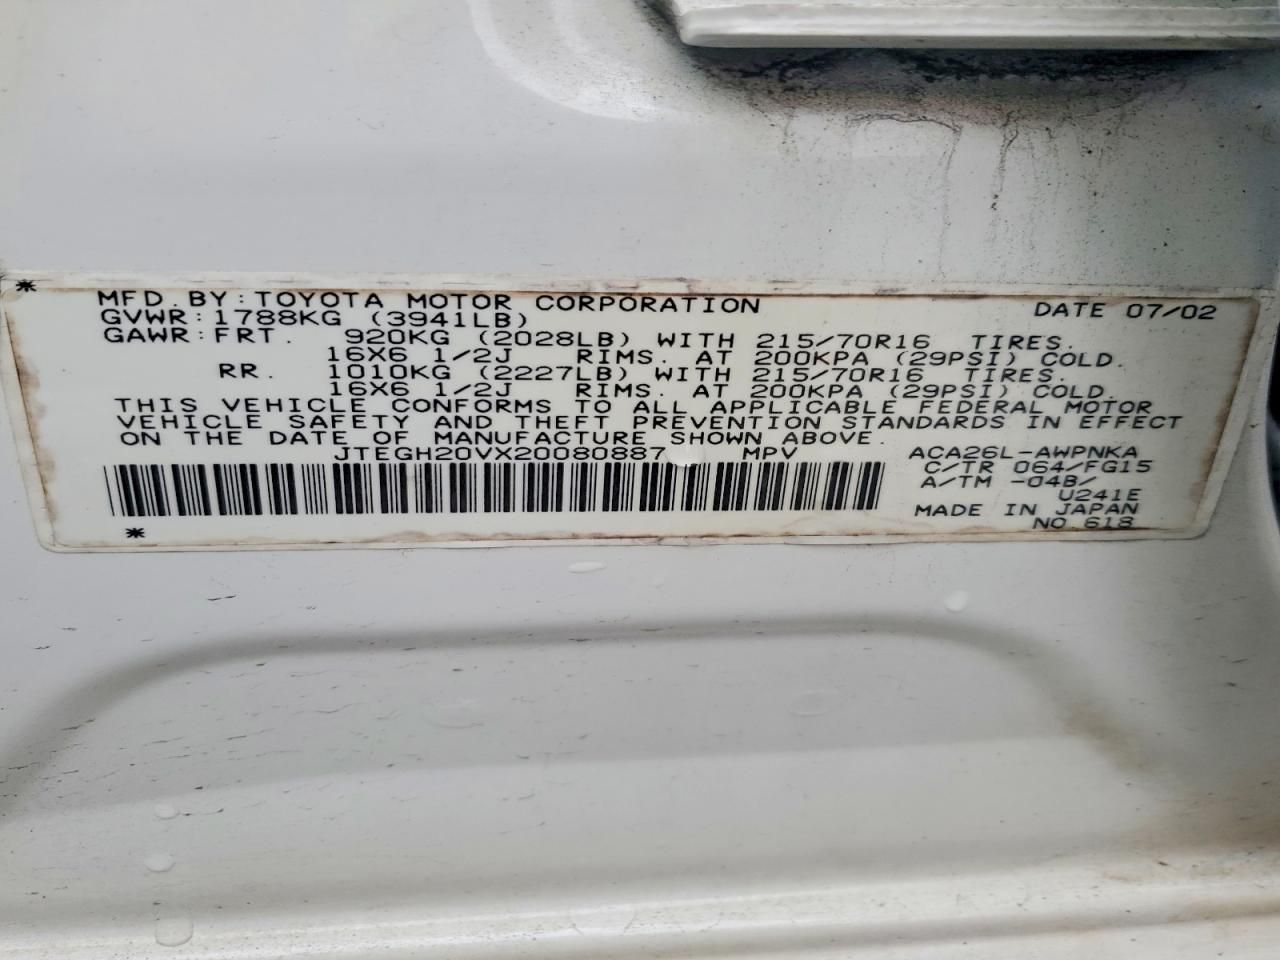 *
MFD. BY: TOYOTA MOTOR CORPORATION DATE 07/02
GVWR: 1788KG (3941LB)
GAWR: FRT. 920KG (2028LB) WITH 215/70R16 TIRES.
16X6 1/2J RIMS. AT 200KPA (29PSI) COLD.
RR. 1010KG (2227LB) WITH 215/70R16 TIRES.
16X6 1/2J RIMS. AT 200KPA (29PSI) COLD.
THIS VEHICLE CONFORMS TO ALL APPLICABLE FEDERAL MOTOR
VEHICLE SAFETY AND THEFT PREVENTION STANDARDS IN EFFECT
ON THE DATE OF MANUFACTURE SHOWN ABOVE.
JTEGH20VX20080887 MPV ACA26L-AWPNKA
C/TR 064/FG15
A/TM -04B/
U241E
MADE IN JAPAN
* NO 618